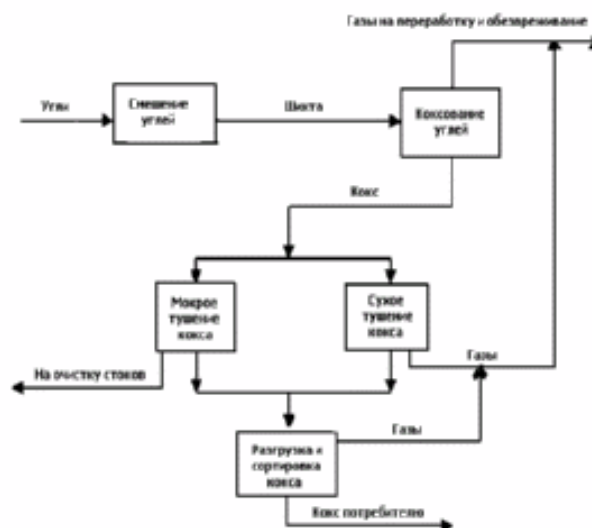 Газы на переработку и обезвреживание
Угли
Смешение
углей
Шихта
Коксование
углей
Кокс
Мокрое
тушение
кокса
Сухое
тушение
кокса
Газы
На очистку стоков
Газы
Разгрузка и
сортировка
кокса
Кокс потребителю